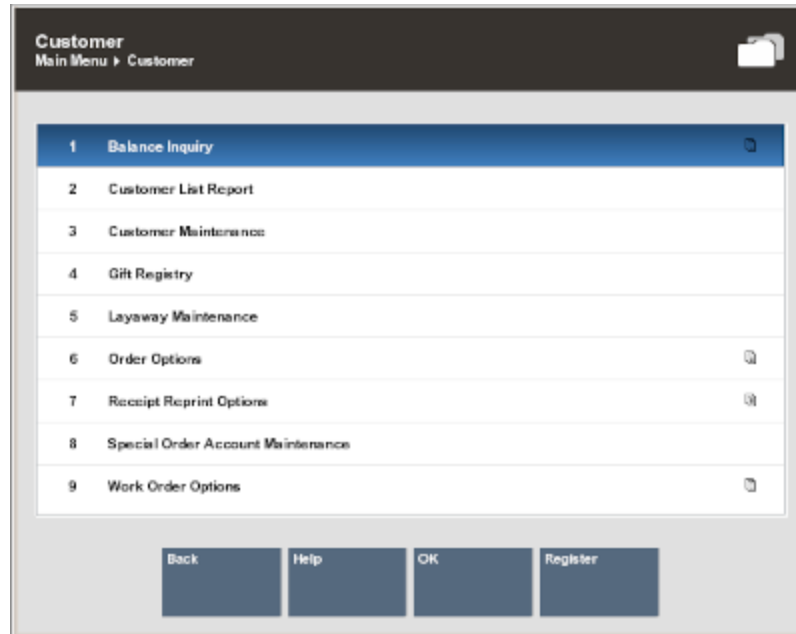 Customer
Main Menu ▸ Customer
1 Balance Inquiry
2 Customer List Report
3 Customer Maintenance
4 Gift Registry
5 Layaway Maintenance
6 Order Options
7 Receipt Reprint Options
8 Special Order Account Maintenance
9 Work Order Options
Back Help OK Register